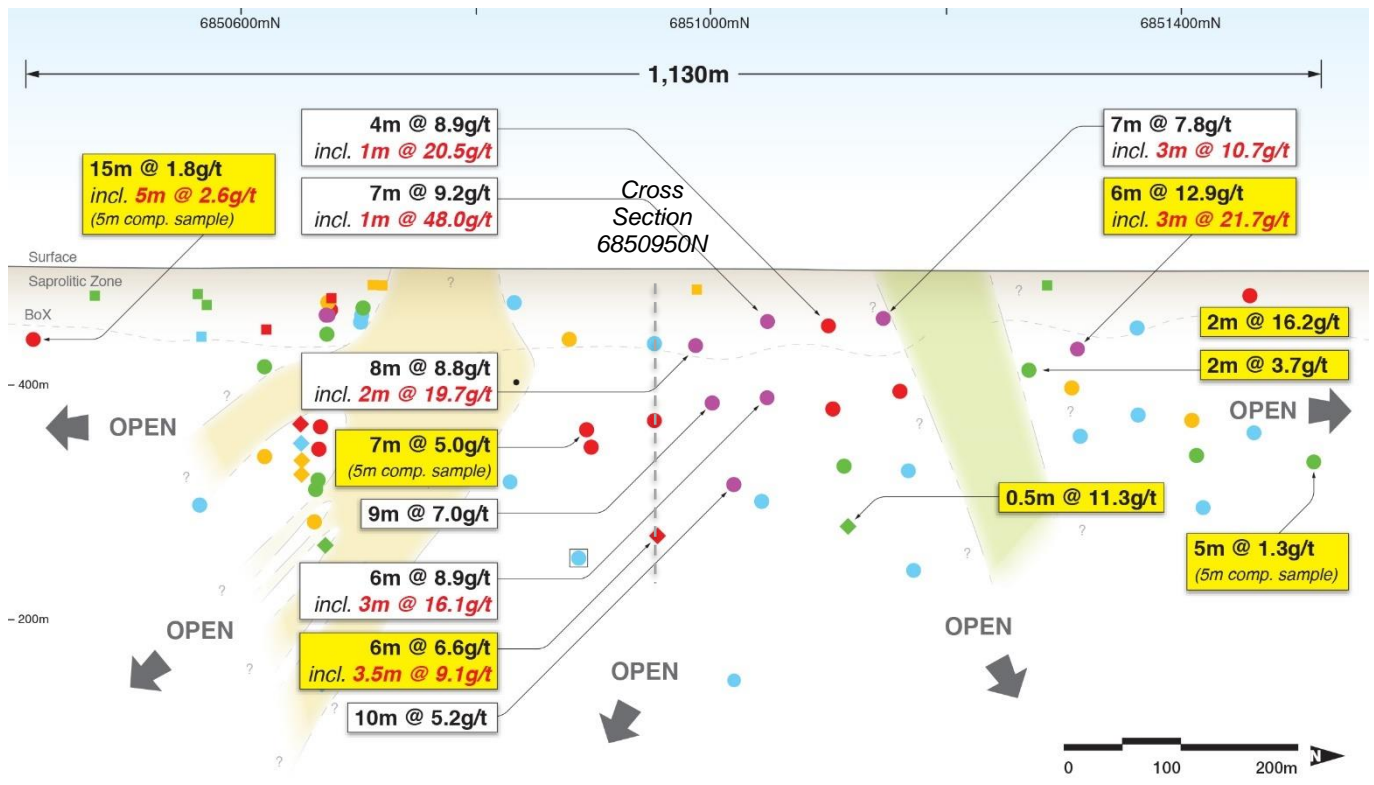 6850600mN
6851000mN
6851400mN
1,130m
4m @ 8.9g/t
incl. 1m @ 20.5g/t
7m @ 9.2g/t
incl. 1m @ 48.0g/t
15m @ 1.8g/t
incl. 5m @ 2.6g/t
(5m comp. sample)
Cross
Section
6850950N
7m @ 7.8g/t
incl. 3m @ 10.7g/t
6m @ 12.9g/t
incl. 3m @ 21.7g/t
Surface
Saprolitic Zone
?
?
?
BoX
2m @ 16.2g/t
2m @ 3.7g/t
400m
8m @ 8.8g/t
incl. 2m @ 19.7g/t
?
?
?
OPEN
OPEN
7m @ 5.0g/t
(5m comp. sample)
?
9m @ 7.0g/t
0.5m @ 11.3g/t
?
?
5m @ 1.3g/t
(5m comp. sample)
6m @ 8.9g/t
incl. 3m @ 16.1g/t
?
200m
OPEN
OPEN
6m @ 6.6g/t
incl. 3.5m @ 9.1g/t
?
OPEN
10m @ 5.2g/t
?
?
N
0 100 200m